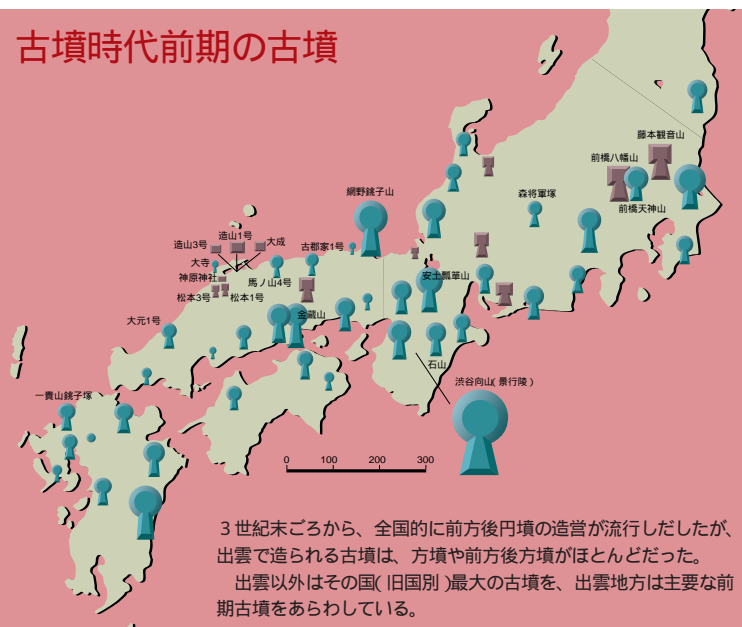 古墳時代前期の古墳
藤本観音山
前橋八幡山
網野銚子山
森将軍塚
前橋天神山
造山1号
造山3号
大成
古郡家1号
大寺
神原神社
馬ノ山4号
安土瓢箪山
松本3号
松本1号
大元1号
金蔵山
石山
渋谷向山(景行陵)
一貴山銚子塚
0 100 200 300
３世紀末ごろから、全国的に前方後円墳の造営が流行しだしたが、
出雲で造られる古墳は、方墳や前方後方墳がほとんどだった。
出雲以外はその国(旧国別)最大の古墳を、出雲地方は主要な前
期古墳をあらわしている。